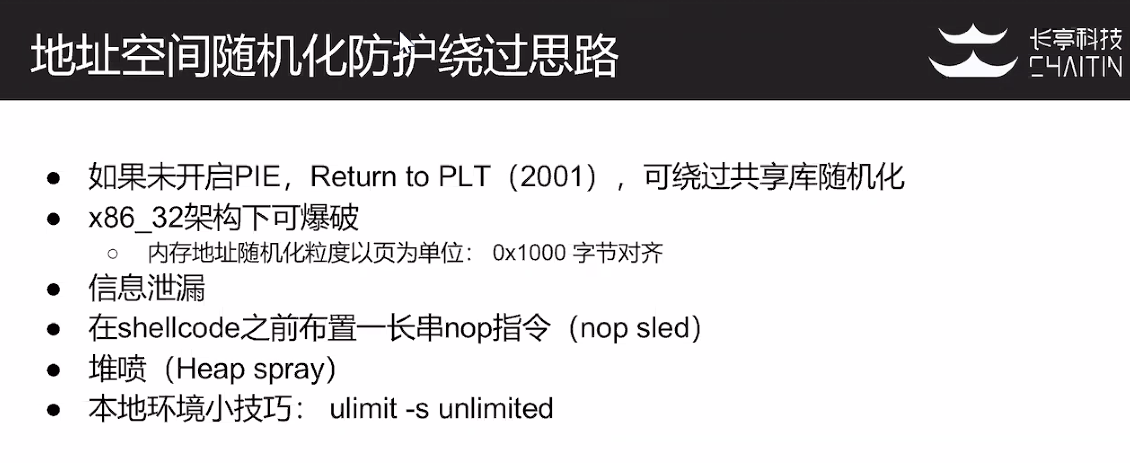 地址空间随机化防护绕过思路
长亭科技
CHAITIN
● 如果未开启PIE，Return to PLT（2001），可绕过共享库随机化
● x86_32架构下可爆破
○ 内存地址随机化粒度以页为单位： 0x1000 字节对齐
● 信息泄漏
● 在shellcode之前布置一长串nop指令（nop sled）
● 堆喷（Heap spray）
● 本地环境小技巧： ulimit -s unlimited